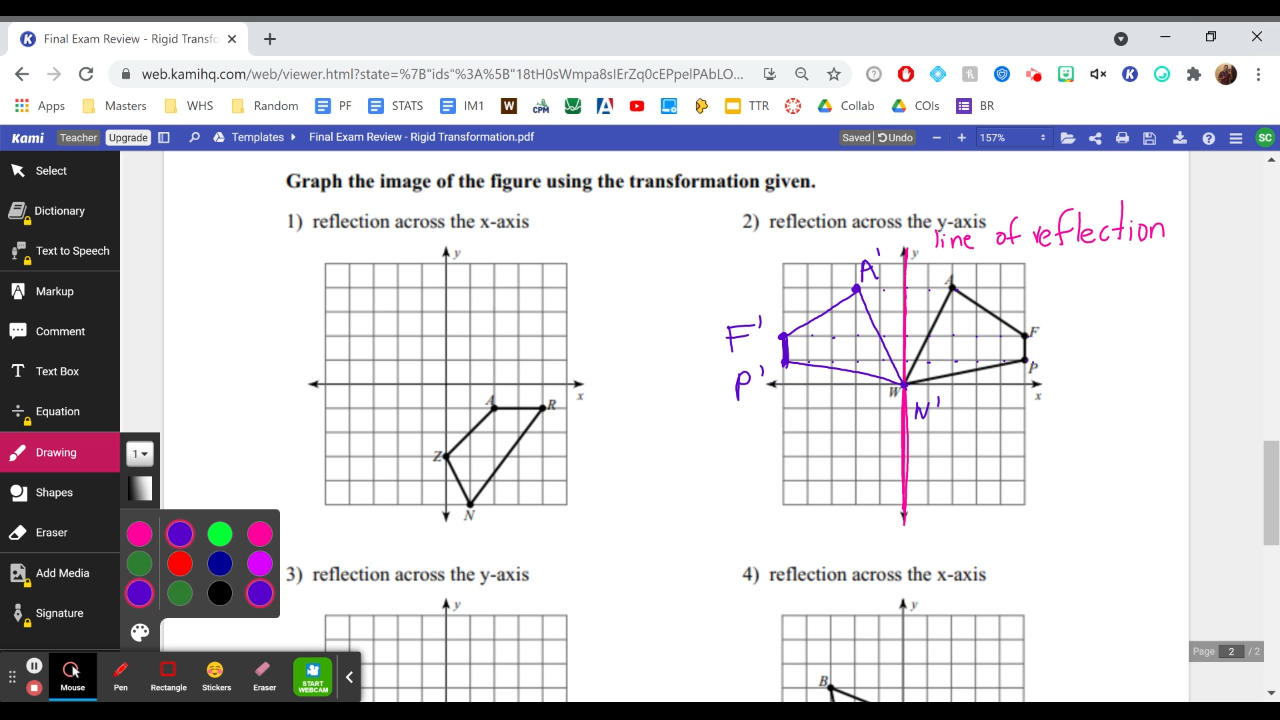 Final Exam Review - Rigid Transfo
web.kamihq.com/web/viewer.html?state=%7B"ids"%3A%5B"18tH0sWmpa8sIErZq0cEPpelPAbLO...
Apps Masters WHS Random PF STATS IM1 W CPM TTR Collab COIs BR
Kami Teacher Upgrade Templates Final Exam Review - Rigid Transformation.pdf Saved Undo 157% SC
Select
Dictionary
Text to Speech
Markup
Comment
Text Box
Equation
Drawing
1
Shapes
Eraser
Add Media
Signature
Graph the image of the figure using the transformation given.
1) reflection across the x-axis
y
x
A
R
Z
N
2) reflection across the y-axis
line of reflection
y
A'
A
F'
F
P'
P
W
x
W'
3) reflection across the y-axis
y
4) reflection across the x-axis
y
B
Page 2 / 2
Mouse Pen Rectangle Stickers Eraser START WEBCAM